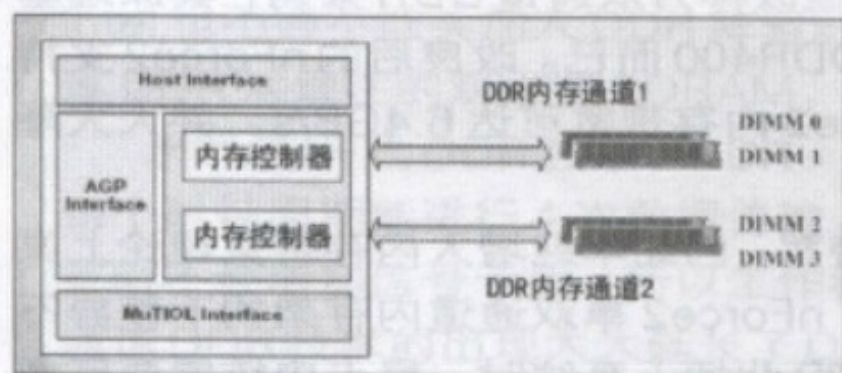 Host Interface
AGP
Interface
内存控制器
内存控制器
MuTIOL Interface
DDR内存通道1
DIMM 0
DIMM 1
DIMM 2
DIMM 3
DDR内存通道2